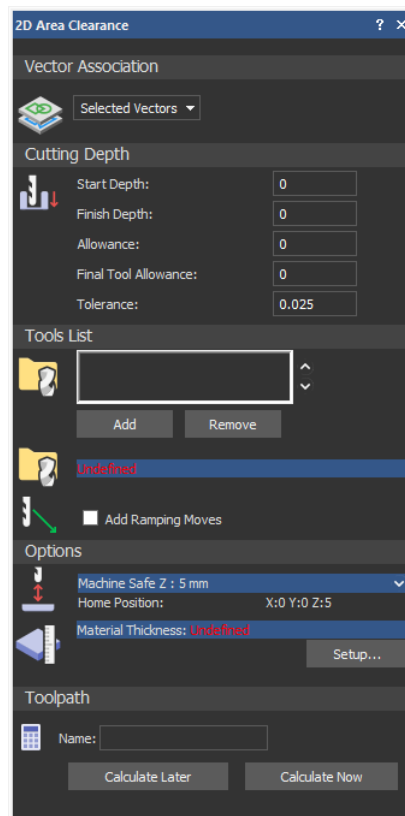 2D Area Clearance ? ×
Vector Association
Selected Vectors
Cutting Depth
Start Depth: 0
Finish Depth: 0
Allowance: 0
Final Tool Allowance: 0
Tolerance: 0.025
Tools List
Add Remove
Undefined
Add Ramping Moves
Options
Machine Safe Z : 5 mm
Home Position: X:0 Y:0 Z:5
Material Thickness: Undefined
Setup...
Toolpath
Name:
Calculate Later Calculate Now